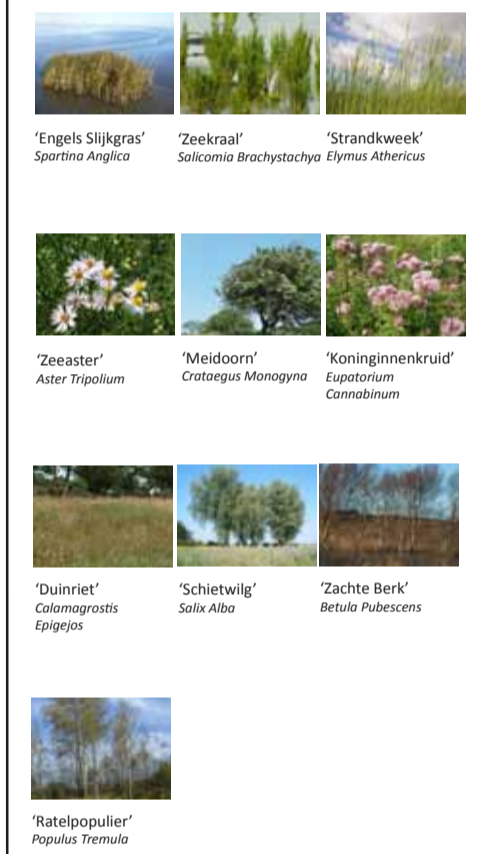 ‘Engels Slijkgras’
Spartina Anglica
‘Zeekraal’
Salicomia Brachystachya
‘Strandkweek’
Elymus Athericus
‘Zeeaster’
Aster Tripolium
‘Meidoorn’
Crataegus Monogyna
‘Koninginnenkruid’
Eupatorium
Cannabinum
‘Duinriet’
Calamagrostis
Epigejos
‘Schietwilg’
Salix Alba
‘Zachte Berk’
Betula Pubescens
‘Ratelpopulier’
Populus Tremula